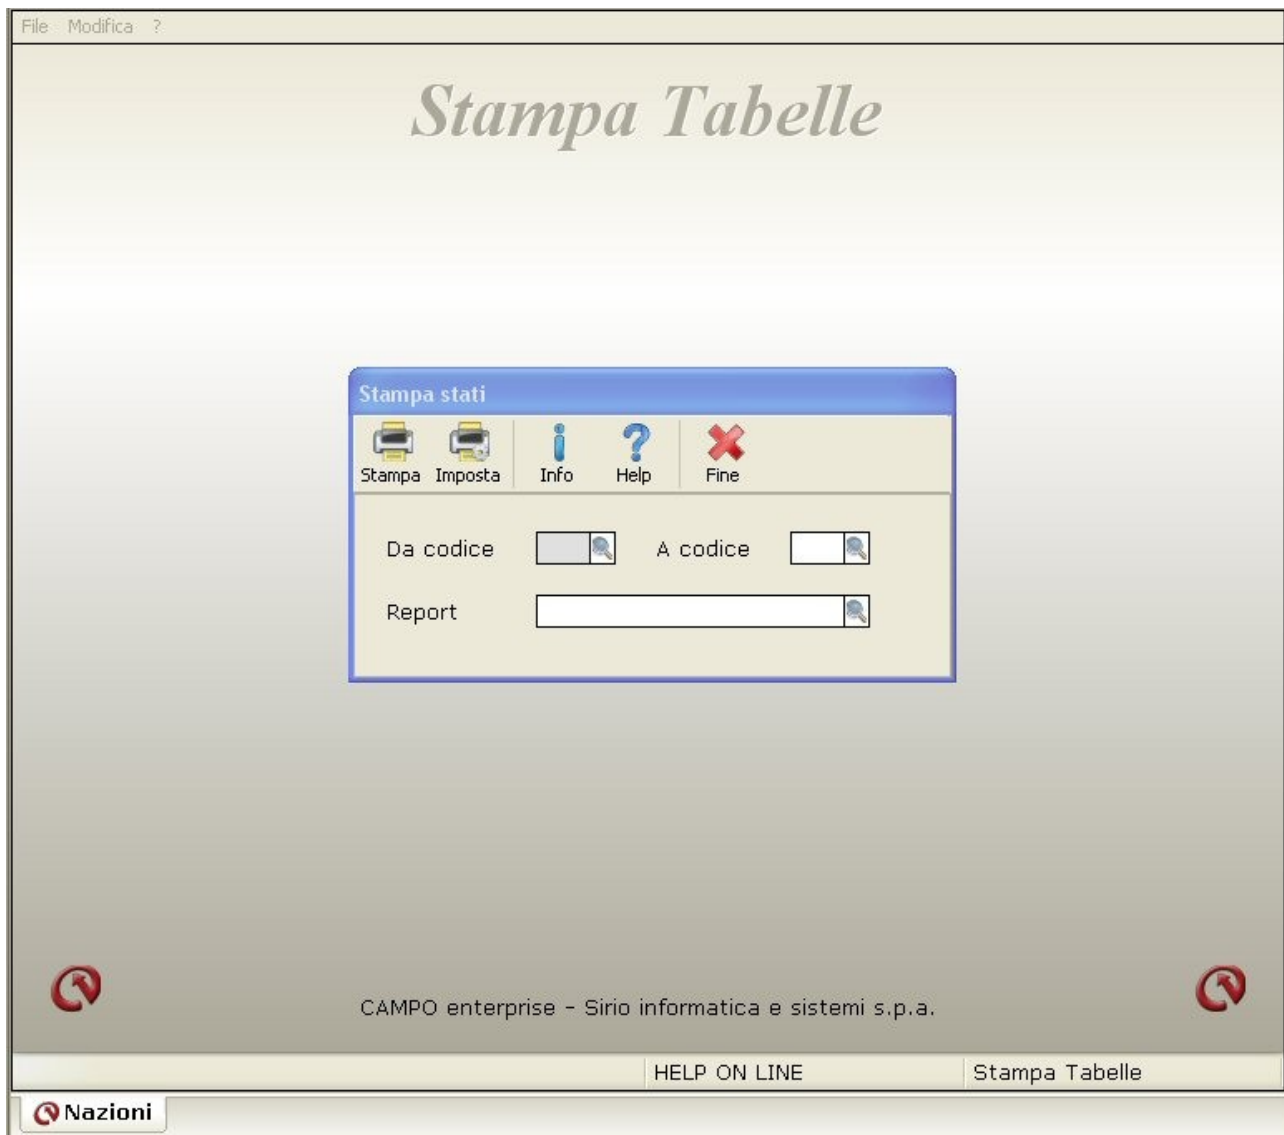 File Modifica ?
Stampa Tabelle
Stampa stati
Stampa Imposta Info Help Fine
Da codice A codice
Report
CAMPO enterprise - Sirio informatica e sistemi s.p.a.
HELP ON LINE Stampa Tabelle
Nazioni